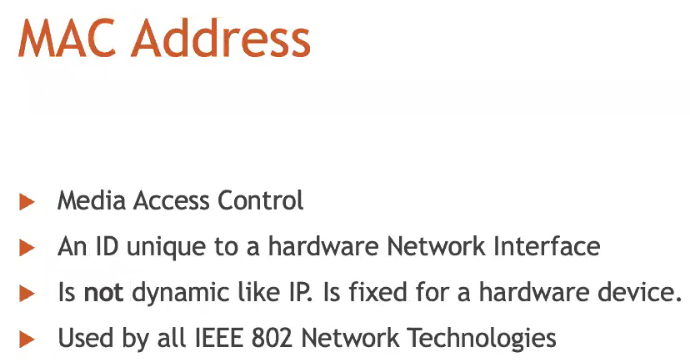 MAC Address
Media Access Control
An ID unique to a hardware Network Interface
Is not dynamic like IP. Is fixed for a hardware device.
Used by all IEEE 802 Network Technologies